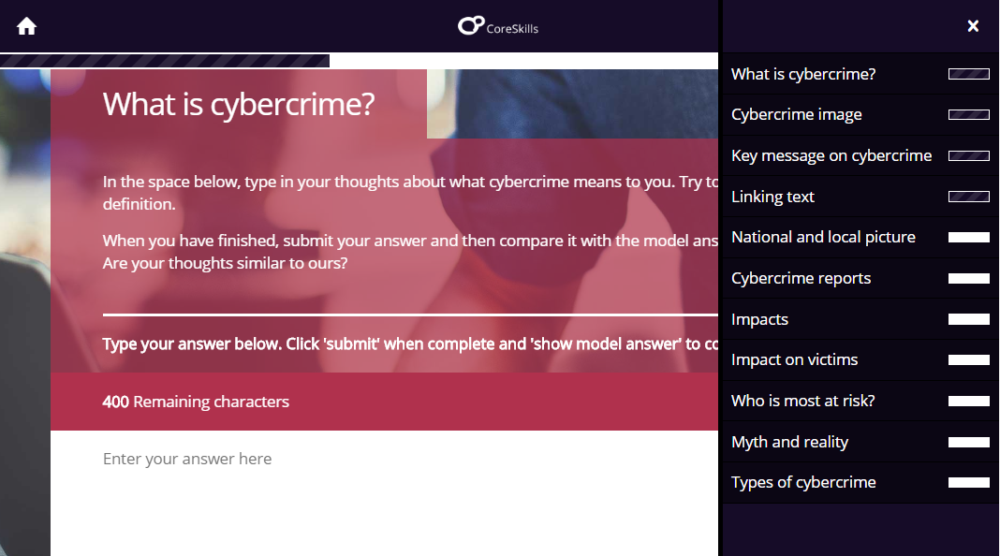 CoreSkills
What is cybercrime?
In the space below, type in your thoughts about what cybercrime means to you. Try to
definition.
When you have finished, submit your answer and then compare it with the model ans
Are your thoughts similar to ours?
Type your answer below. Click 'submit' when complete and 'show model answer' to co
400 Remaining characters
Enter your answer here
What is cybercrime?
Cybercrime image
Key message on cybercrime
Linking text
National and local picture
Cybercrime reports
Impacts
Impact on victims
Who is most at risk?
Myth and reality
Types of cybercrime